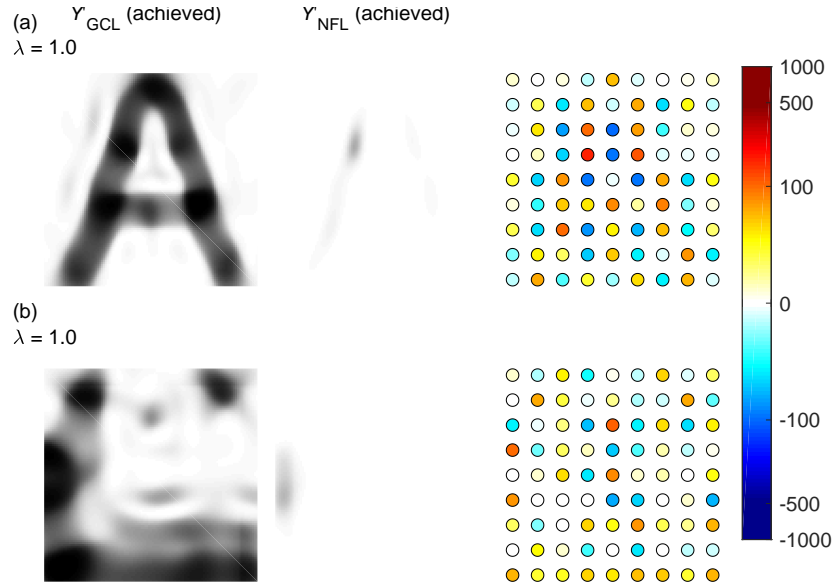 Y'GCL (achieved) Y'NFL (achieved)
(a)
λ = 1.0
1000
500
100
0
-100
-500
-1000
(b)
λ = 1.0